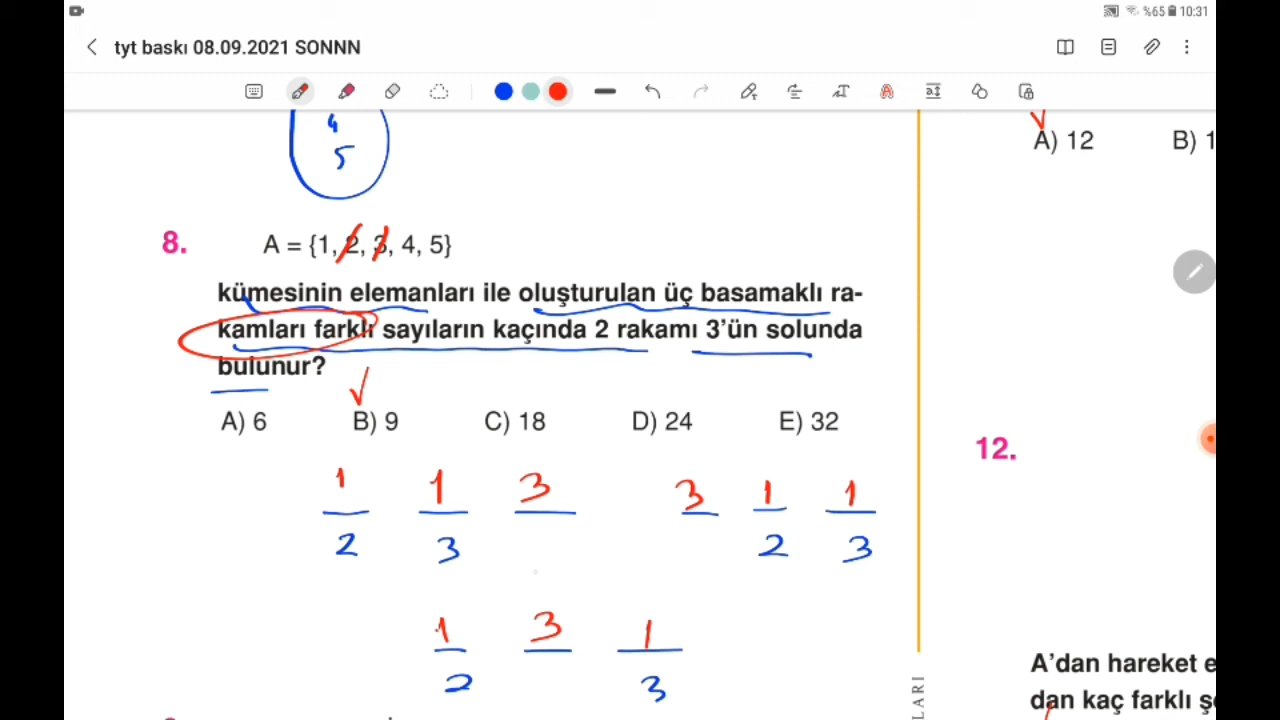 %65 10:31
tyt baskı 08.09.2021 SONNN
4
5
A) 12 B) 1
8. A = {1, 2, 3, 4, 5}
kümesinin elemanları ile oluşturulan üç basamaklı ra-
kamları farklı sayıların kaçında 2 rakamı 3'ün solunda
bulunur?
A) 6 B) 9 C) 18 D) 24 E) 32
12.
1 1 3 3 1 1
2 3 2 3
1 3 1
2 3
A'dan hareket e
dan kaç farklı ş
LARI